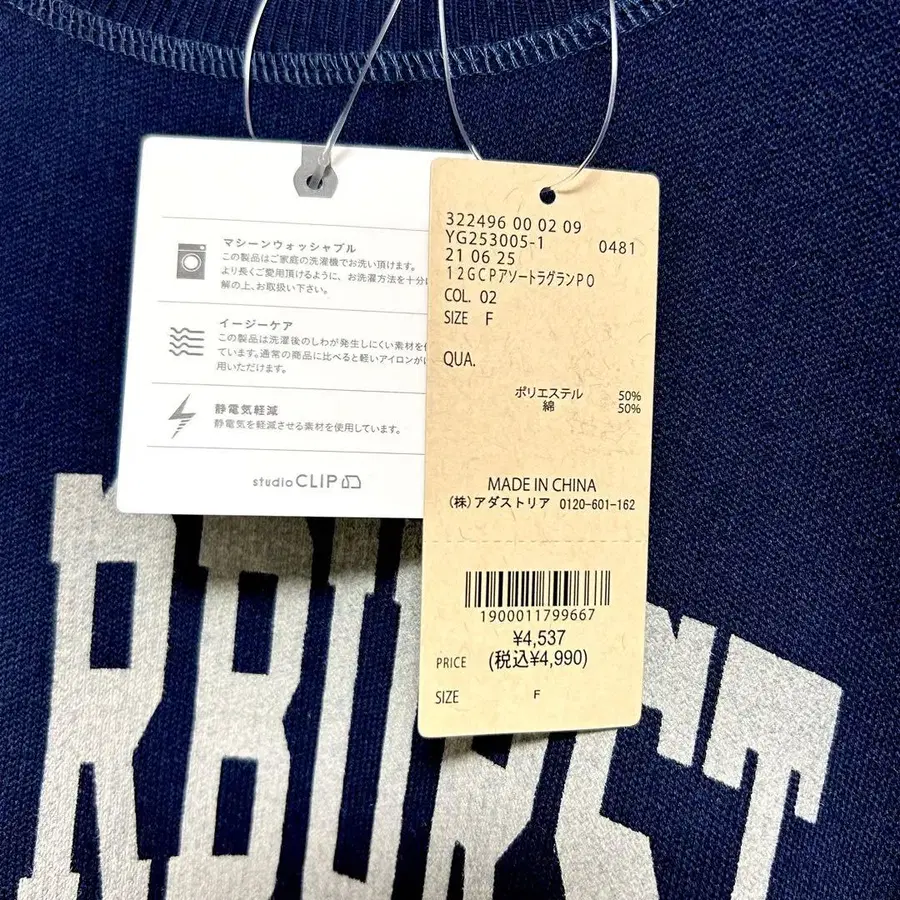 マシーンウォッシャブル
この製品はご家庭の洗濯機でお洗い頂けます。
より長くご愛用頂けるように、お洗濯方法を十分
解の上、お取扱い下さい。
イージーケア
この製品は洗濯後のしわが発生しにくい素材を
ています。通常の商品に比べると軽いアイロンが
用いただけます。
静電気軽減
静電気を軽減させる素材を使用しています。
studio CLIP
322496 00 02 09
YG253005-1 0481
21 06 25
12GCPアソートラグランPO
COL. 02
SIZE F
QUA.
ポリエステル 50%
綿 50%
MADE IN CHINA
(株)アダストリア 0120-601-162
1900011799667
¥4,537
PRICE (税込¥4,990)
SIZE F